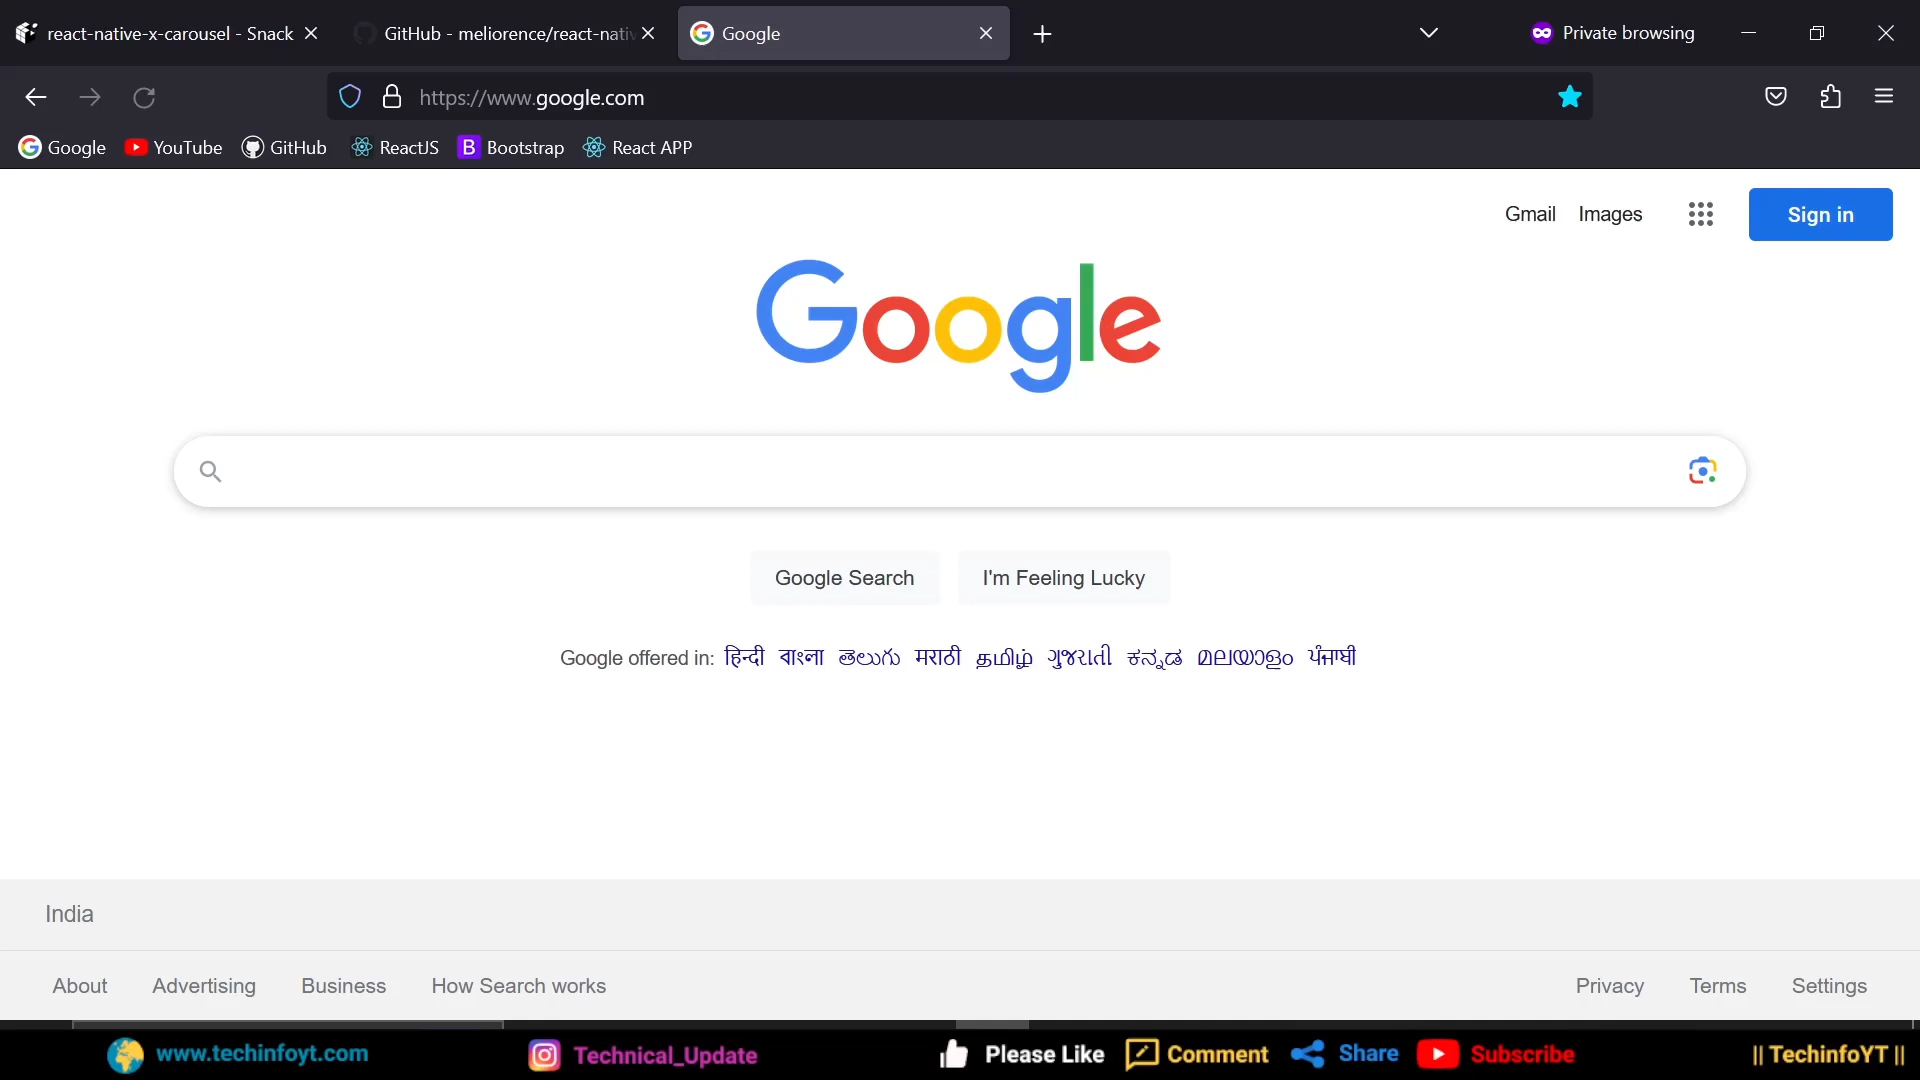 react-native-x-carousel - Snack GitHub - meliorence/react-nativ Google Private browsing
https://www.google.com
Google YouTube GitHub ReactJS B Bootstrap React APP
Gmail Images Sign in
Google
Google Search I'm Feeling Lucky
Google offered in: हिन्दी বাংলা తెలుగు मराठी தமிழ் ગુજરાતી ಕನ್ನಡ മലയാളം ਪੰਜਾਬੀ
India
About Advertising Business How Search works Privacy Terms Settings
www.techinfoyt.com Technical_Update Please Like Comment Share Subscribe || TechinfoYT ||